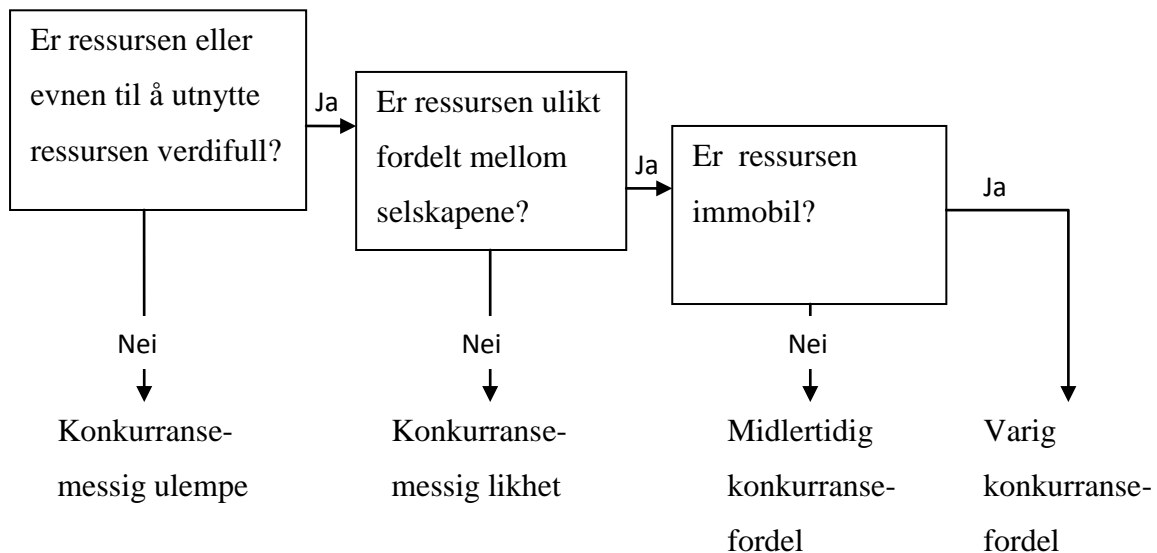 Er ressursen eller
evnen til å utnytte
ressursen verdifull?
Ja
Er ressursen ulikt
fordelt mellom
selskapene?
Ja
Er ressursen
immobil?
Ja
Nei
Nei
Nei
Konkurranse-
messig ulempe
Konkurranse-
messig likhet
Midlertidig
konkurranse-
fordel
Varig
konkurranse-
fordel